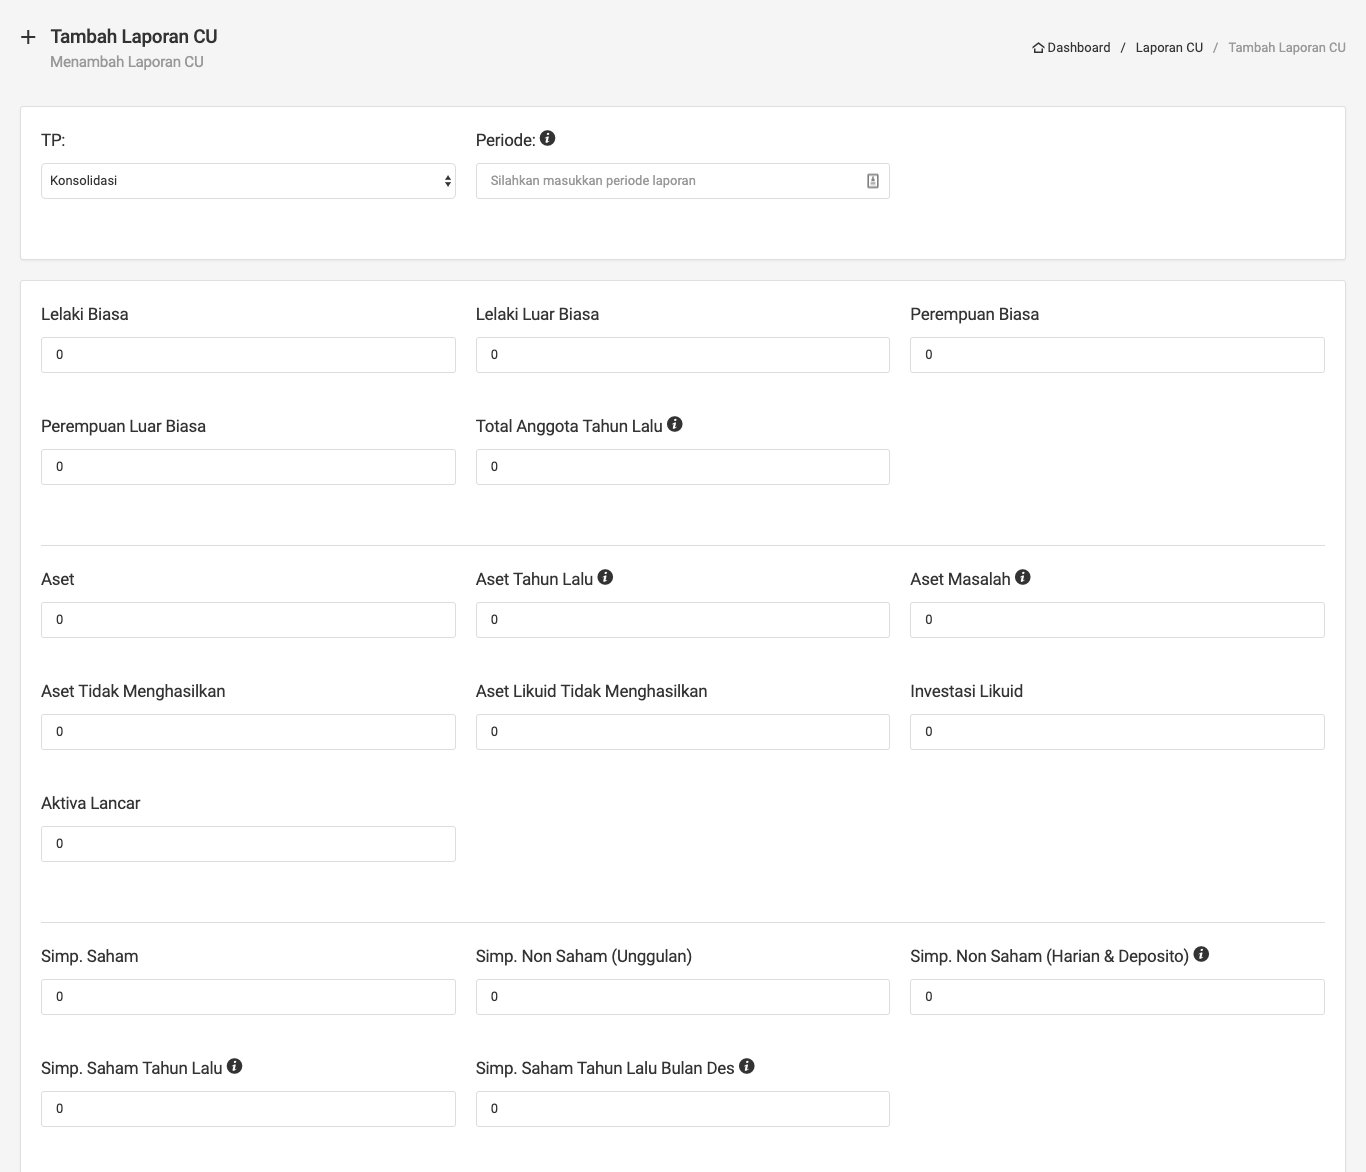 Tambah Laporan CU
Menambah Laporan CU
Dashboard / Laporan CU / Tambah Laporan CU
TP:
Periode:
Konsolidasi
Silahkan masukkan periode laporan
Lelaki Biasa
Lelaki Luar Biasa
Perempuan Biasa
0
0
0
Perempuan Luar Biasa
Total Anggota Tahun Lalu
0
0
Aset
Aset Tahun Lalu
Aset Masalah
0
0
0
Aset Tidak Menghasilkan
Aset Likuid Tidak Menghasilkan
Investasi Likuid
0
0
0
Aktiva Lancar
0
Simp. Saham
Simp. Non Saham (Unggulan)
Simp. Non Saham (Harian & Deposito)
0
0
0
Simp. Saham Tahun Lalu
Simp. Saham Tahun Lalu Bulan Des
0
0